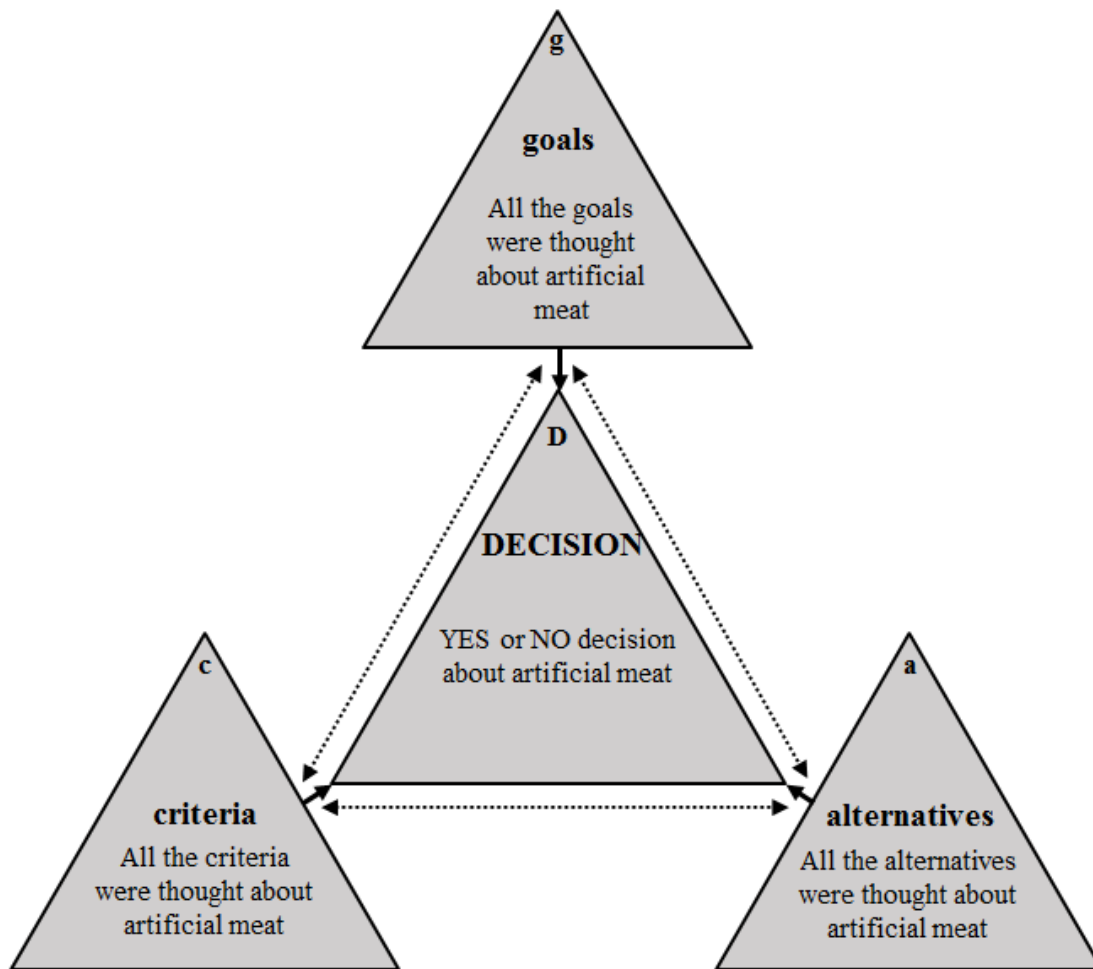 g
goals
All the goals
were thought
about artificial
meat
D
DECISION
YES or NO decision
about artificial meat
c
criteria
All the criteria
were thought about
artificial meat
a
alternatives
All the alternatives
were thought about
artificial meat